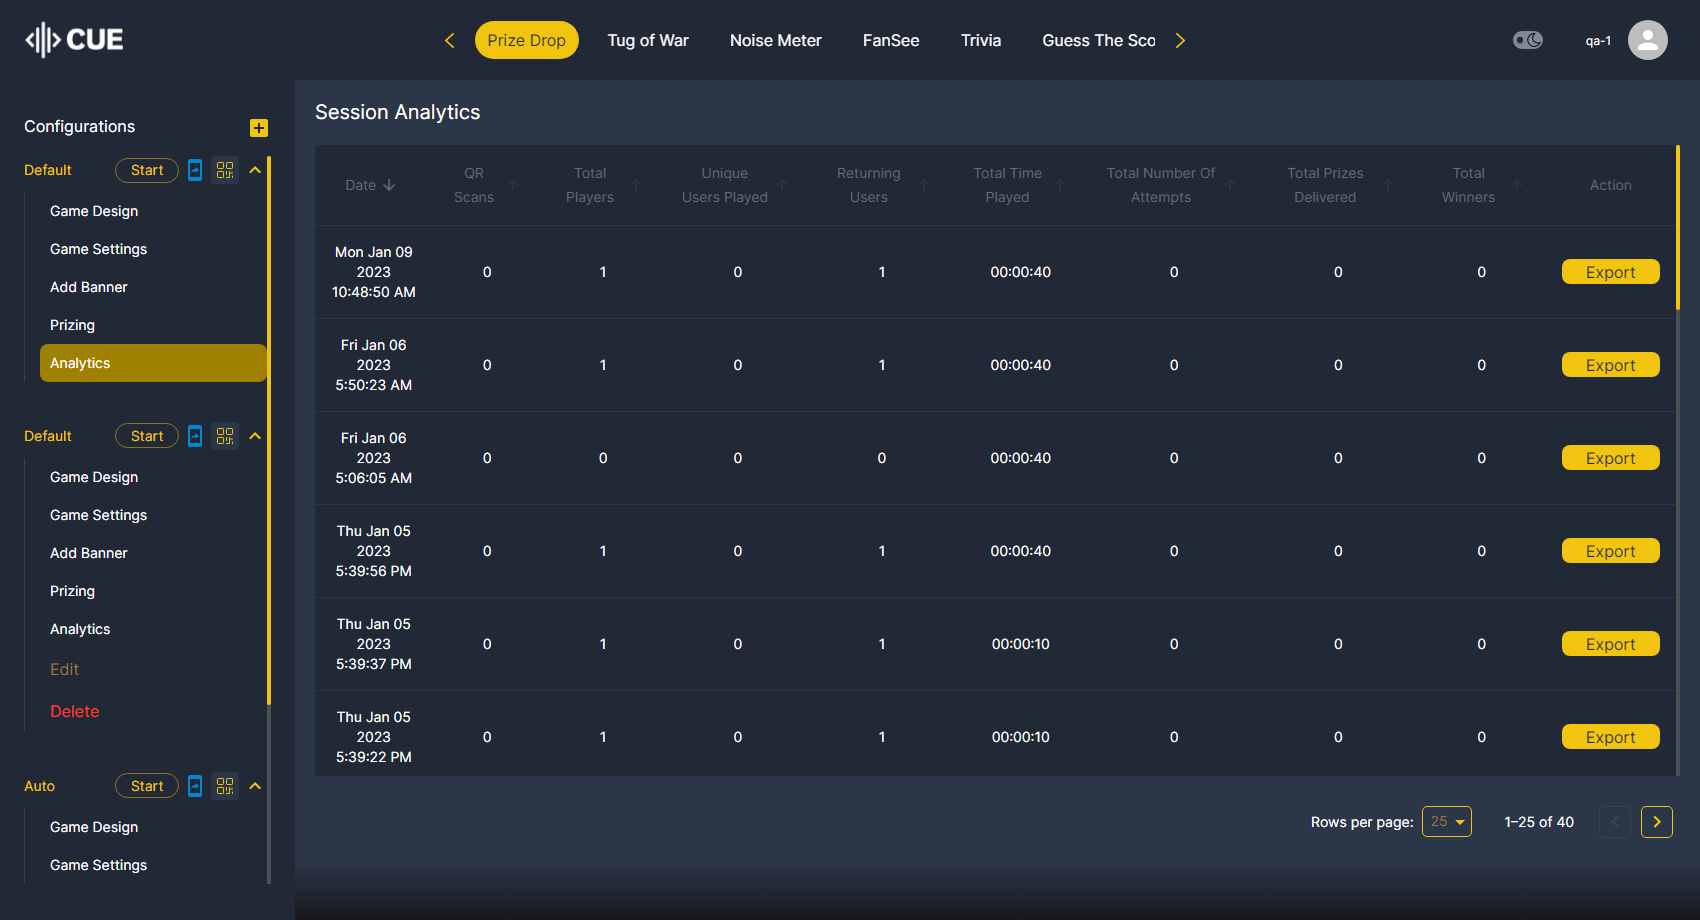 CUE
Prize Drop
Tug of War
Noise Meter
FanSee
Trivia
Guess The Sco
qa-1
Configurations
Default
Start
Game Design
Game Settings
Add Banner
Prizing
Analytics
Default
Start
Game Design
Game Settings
Add Banner
Prizing
Analytics
Edit
Delete
Auto
Start
Game Design
Game Settings
Session Analytics
Date
QR
Scans
Total
Players
Unique
Users Played
Returning
Users
Total Time
Played
Total Number Of
Attempts
Total Prizes
Delivered
Total
Winners
Action
Mon Jan 09
2023
10:48:50 AM
0
1
0
1
00:00:40
0
0
0
Export
Fri Jan 06
2023
5:50:23 AM
0
1
0
1
00:00:40
0
0
0
Export
Fri Jan 06
2023
5:06:05 AM
0
0
0
0
00:00:40
0
0
0
Export
Thu Jan 05
2023
5:39:56 PM
0
1
0
1
00:00:40
0
0
0
Export
Thu Jan 05
2023
5:39:37 PM
0
1
0
1
00:00:10
0
0
0
Export
Thu Jan 05
2023
5:39:22 PM
0
1
0
1
00:00:10
0
0
0
Export
Rows per page:
25
1–25 of 40